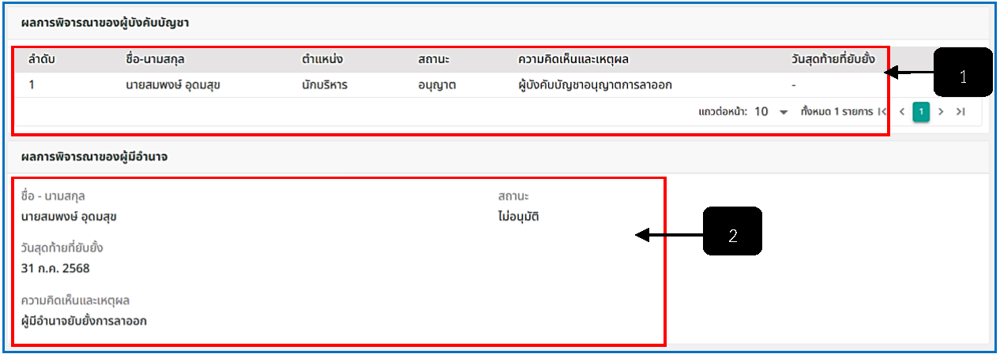 ผลการพิจารณาของผู้บังคับบัญชา
ลำดับ ชื่อ-นามสกุล ตำแหน่ง สถานะ ความคิดเห็นและเหตุผล วันสุดท้ายที่ยับยั้ง
1 นายสมพงษ์ อุดมสุข นักบริหาร อนุญาต ผู้บังคับบัญชาอนุญาตการลาออก -
1
แถวต่อหน้า: 10 ทั้งหมด 1 รายการ 1
ผลการพิจารณาของผู้มีอำนาจ
ชื่อ - นามสกุล สถานะ
นายสมพงษ์ อุดมสุข ไม่อนุมัติ
2
วันสุดท้ายที่ยับยั้ง
31 ก.ค. 2568
ความคิดเห็นและเหตุผล
ผู้มีอำนาจยับยั้งการลาออก